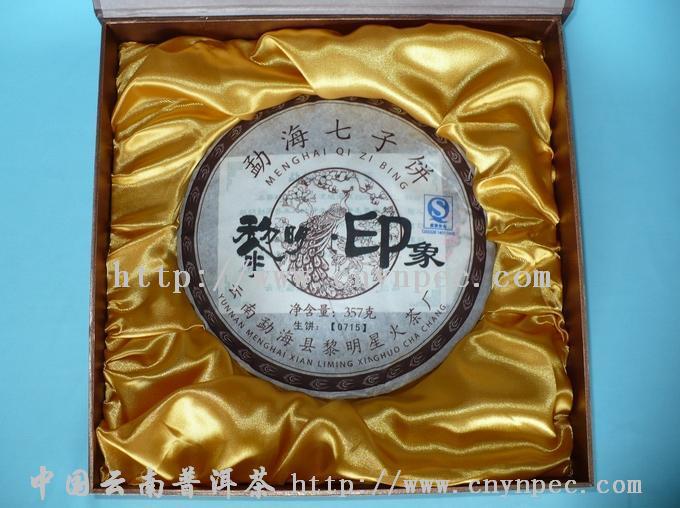 勐海七子饼
MENGHAI QI ZI BING
黎明印象
净含量：357克
生饼：【0715】
云南勐海县黎明星火茶厂
YUNNAN MENGHAI XIAN LIMING XINGHUO CHA CHANG
http://www.cnynpec.com
中国云南普洱茶 http://www.cnynpec.com